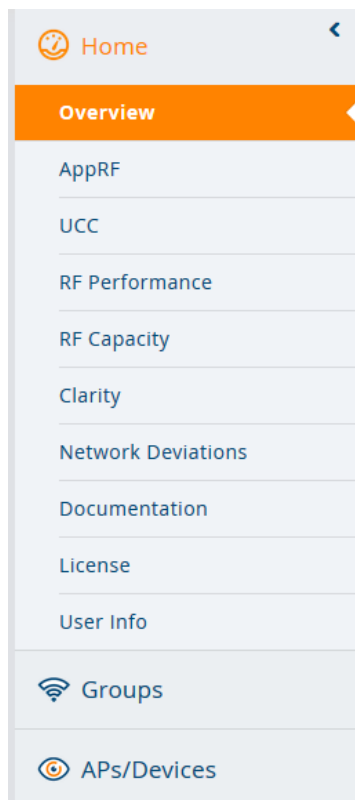 Home
Overview
AppRF
UCC
RF Performance
RF Capacity
Clarity
Network Deviations
Documentation
License
User Info
Groups
APs/Devices